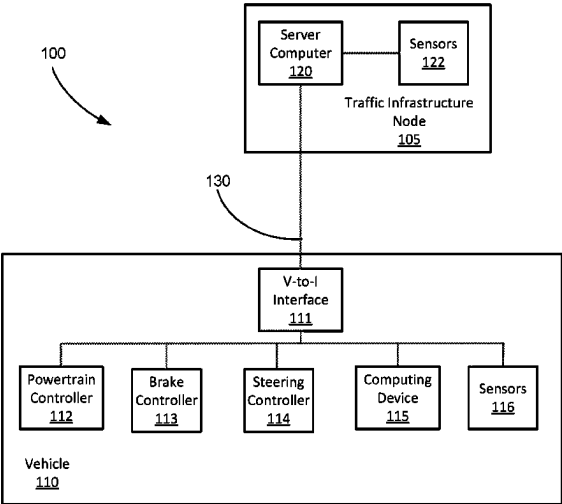 100
Server
Computer
120
Sensors
122
Traffic Infrastructure
Node
105
130
V-to-I
Interface
111
Powertrain
Controller
112
Brake
Controller
113
Steering
Controller
114
Computing
Device
115
Sensors
116
Vehicle
110